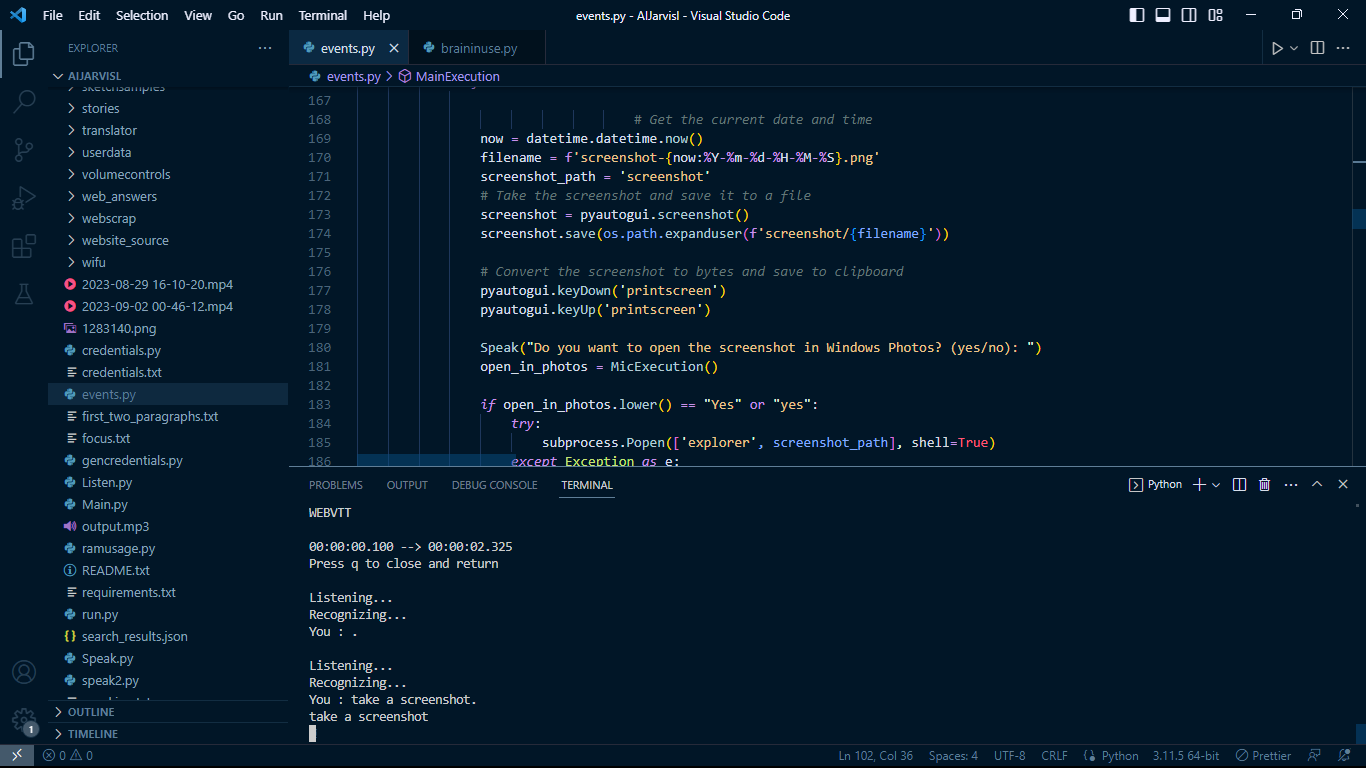 File Edit Selection View Go Run Terminal Help
events.py - AIJarvisl - Visual Studio Code
EXPLORER
AIJARVISL
sketchsamples
stories
translator
userdata
volumecontrols
web_answers
webscrap
website_source
wifu
2023-08-29 16-10-20.mp4
2023-09-02 00-46-12.mp4
1283140.png
credentials.py
credentials.txt
events.py
first_two_paragraphs.txt
focus.txt
gencredentials.py
Listen.py
Main.py
output.mp3
ramusage.py
README.txt
requirements.txt
run.py
search_results.json
Speak.py
speak2.py
OUTLINE
TIMELINE
events.py braininuse.py
events.py > MainExecution
167
168 # Get the current date and time
169 now = datetime.datetime.now()
170 filename = f'screenshot-{now:%Y-%m-%d-%H-%M-%S}.png'
171 screenshot_path = 'screenshot'
172 # Take the screenshot and save it to a file
173 screenshot = pyautogui.screenshot()
174 screenshot.save(os.path.expanduser(f'screenshot/{filename}'))
175
176 # Convert the screenshot to bytes and save to clipboard
177 pyautogui.keyDown('printscreen')
178 pyautogui.keyUp('printscreen')
179
180 Speak("Do you want to open the screenshot in Windows Photos? (yes/no): ")
181 open_in_photos = MicExecution()
182
183 if open_in_photos.lower() == "Yes" or "yes":
184 try:
185 subprocess.Popen(['explorer', screenshot_path], shell=True)
186 except Exception as e:
PROBLEMS OUTPUT DEBUG CONSOLE TERMINAL
Python
WEBVTT
00:00:00.100 --> 00:00:02.325
Press q to close and return
Listening...
Recognizing...
You : .
Listening...
Recognizing...
You : take a screenshot.
take a screenshot
1
0 0
Ln 102, Col 36 Spaces: 4 UTF-8 CRLF Python 3.11.5 64-bit Prettier